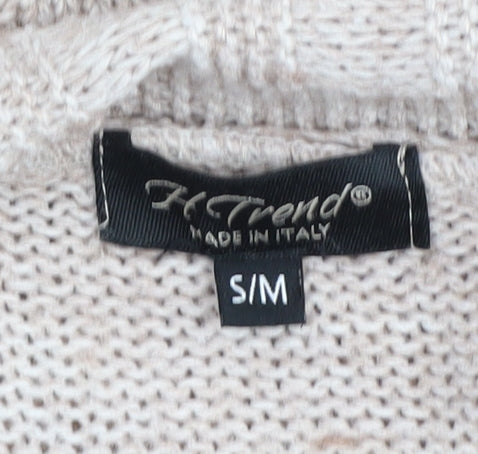 H Trend®
MADE IN ITALY
S/M